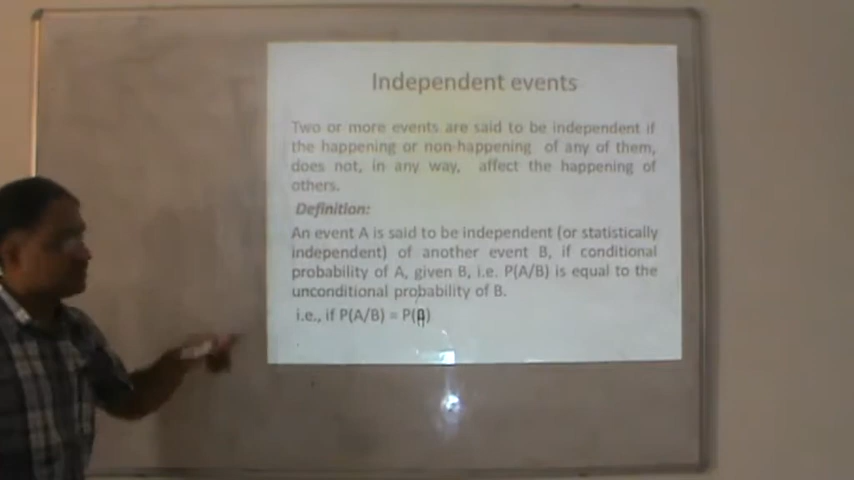 Independent events
Two or more events are said to be independent if
the happening or non-happening of any of them,
does not, in any way, affect the happening of
others.
Definition:
An event A is said to be independent (or statistically
independent) of another event B, if conditional
probability of A, given B, i.e. P(A/B) is equal to the
unconditional probability of B.
i.e., if P(A/B) = P(A)